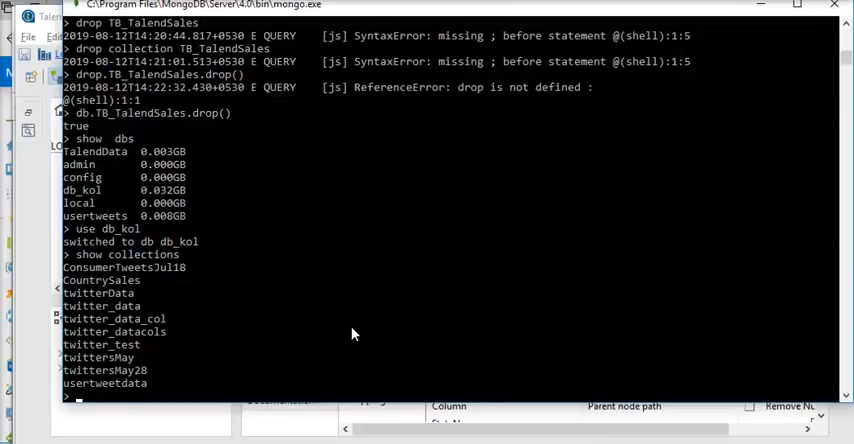 C:\Program Files\MongoDB\Server\4.0\bin\mongo.exe
Talen
File
> drop TB_TalendSales
2019-08-12T14:20:44.817+0530 E QUERY    [js] SyntaxError: missing ; before statement @(shell):1:5
> drop collection TB_TalendSales
2019-08-12T14:21:01.513+0530 E QUERY    [js] SyntaxError: missing ; before statement @(shell):1:5
> drop.TB_TalendSales.drop()
2019-08-12T14:22:32.430+0530 E QUERY    [js] ReferenceError: drop is not defined :
@(shell):1:1
> db.TB_TalendSales.drop()
true
> show  dbs
TalendData  0.003GB
admin       0.000GB
config      0.000GB
db_kol      0.032GB
local       0.000GB
usertweets  0.008GB
> use db_kol
switched to db db_kol
> show collections
ConsumerTweetsJul18
CountrySales
twitterData
twitter_data
twitter_data_col
twitter_datacols
twitter_test
twittersMay
twittersMay28
usertweetdata
>
LO
Column
Parent node path
Remove Nu